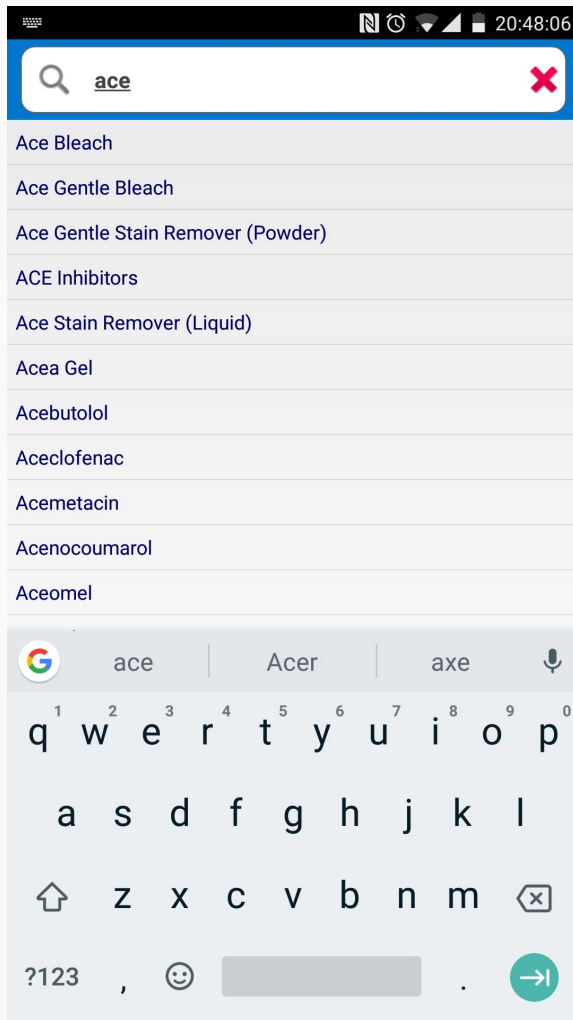 20:48:06
ace
Ace Bleach
Ace Gentle Bleach
Ace Gentle Stain Remover (Powder)
ACE Inhibitors
Ace Stain Remover (Liquid)
Acea Gel
Acebutolol
Aceclofenac
Acemetacin
Acenocoumarol
Aceomel
G ace Acer axe
1 2 3 4 5 6 7 8 9 0
q w e r t y u i o p
a s d f g h j k l
z x c v b n m
?123 , .